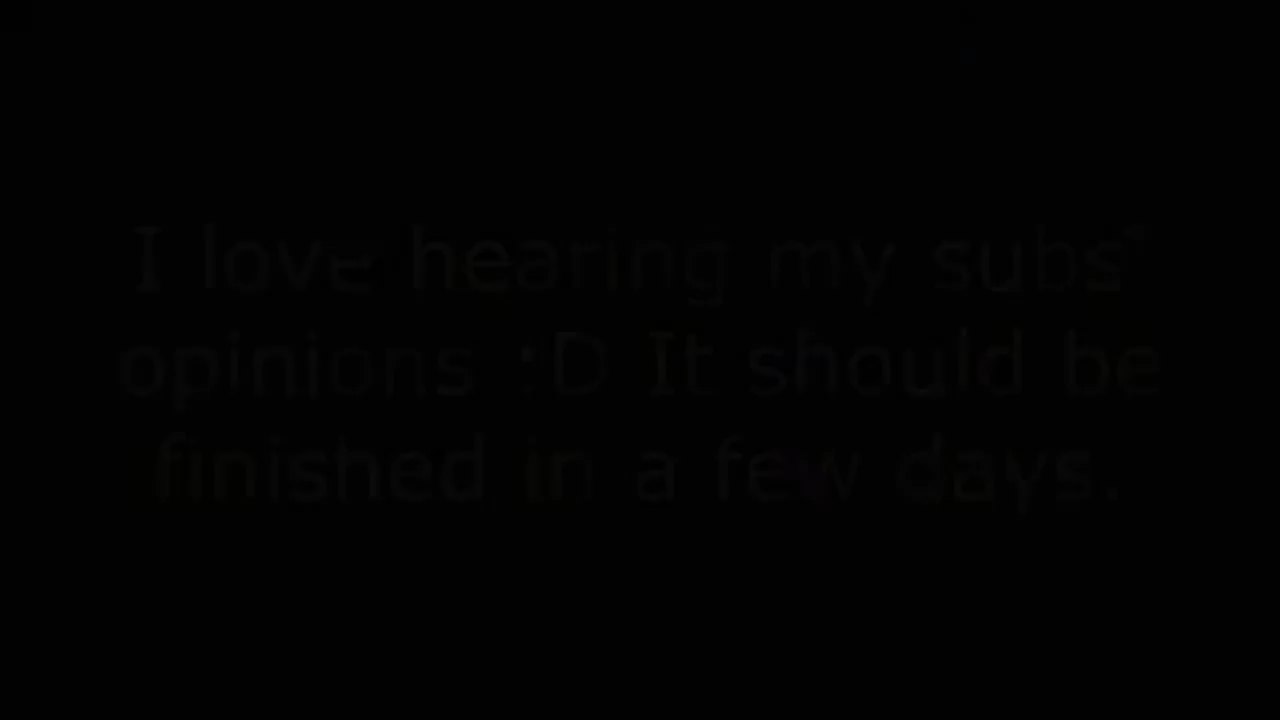 I love hearing my subs'
opinions :D It should be
finished in a few days.